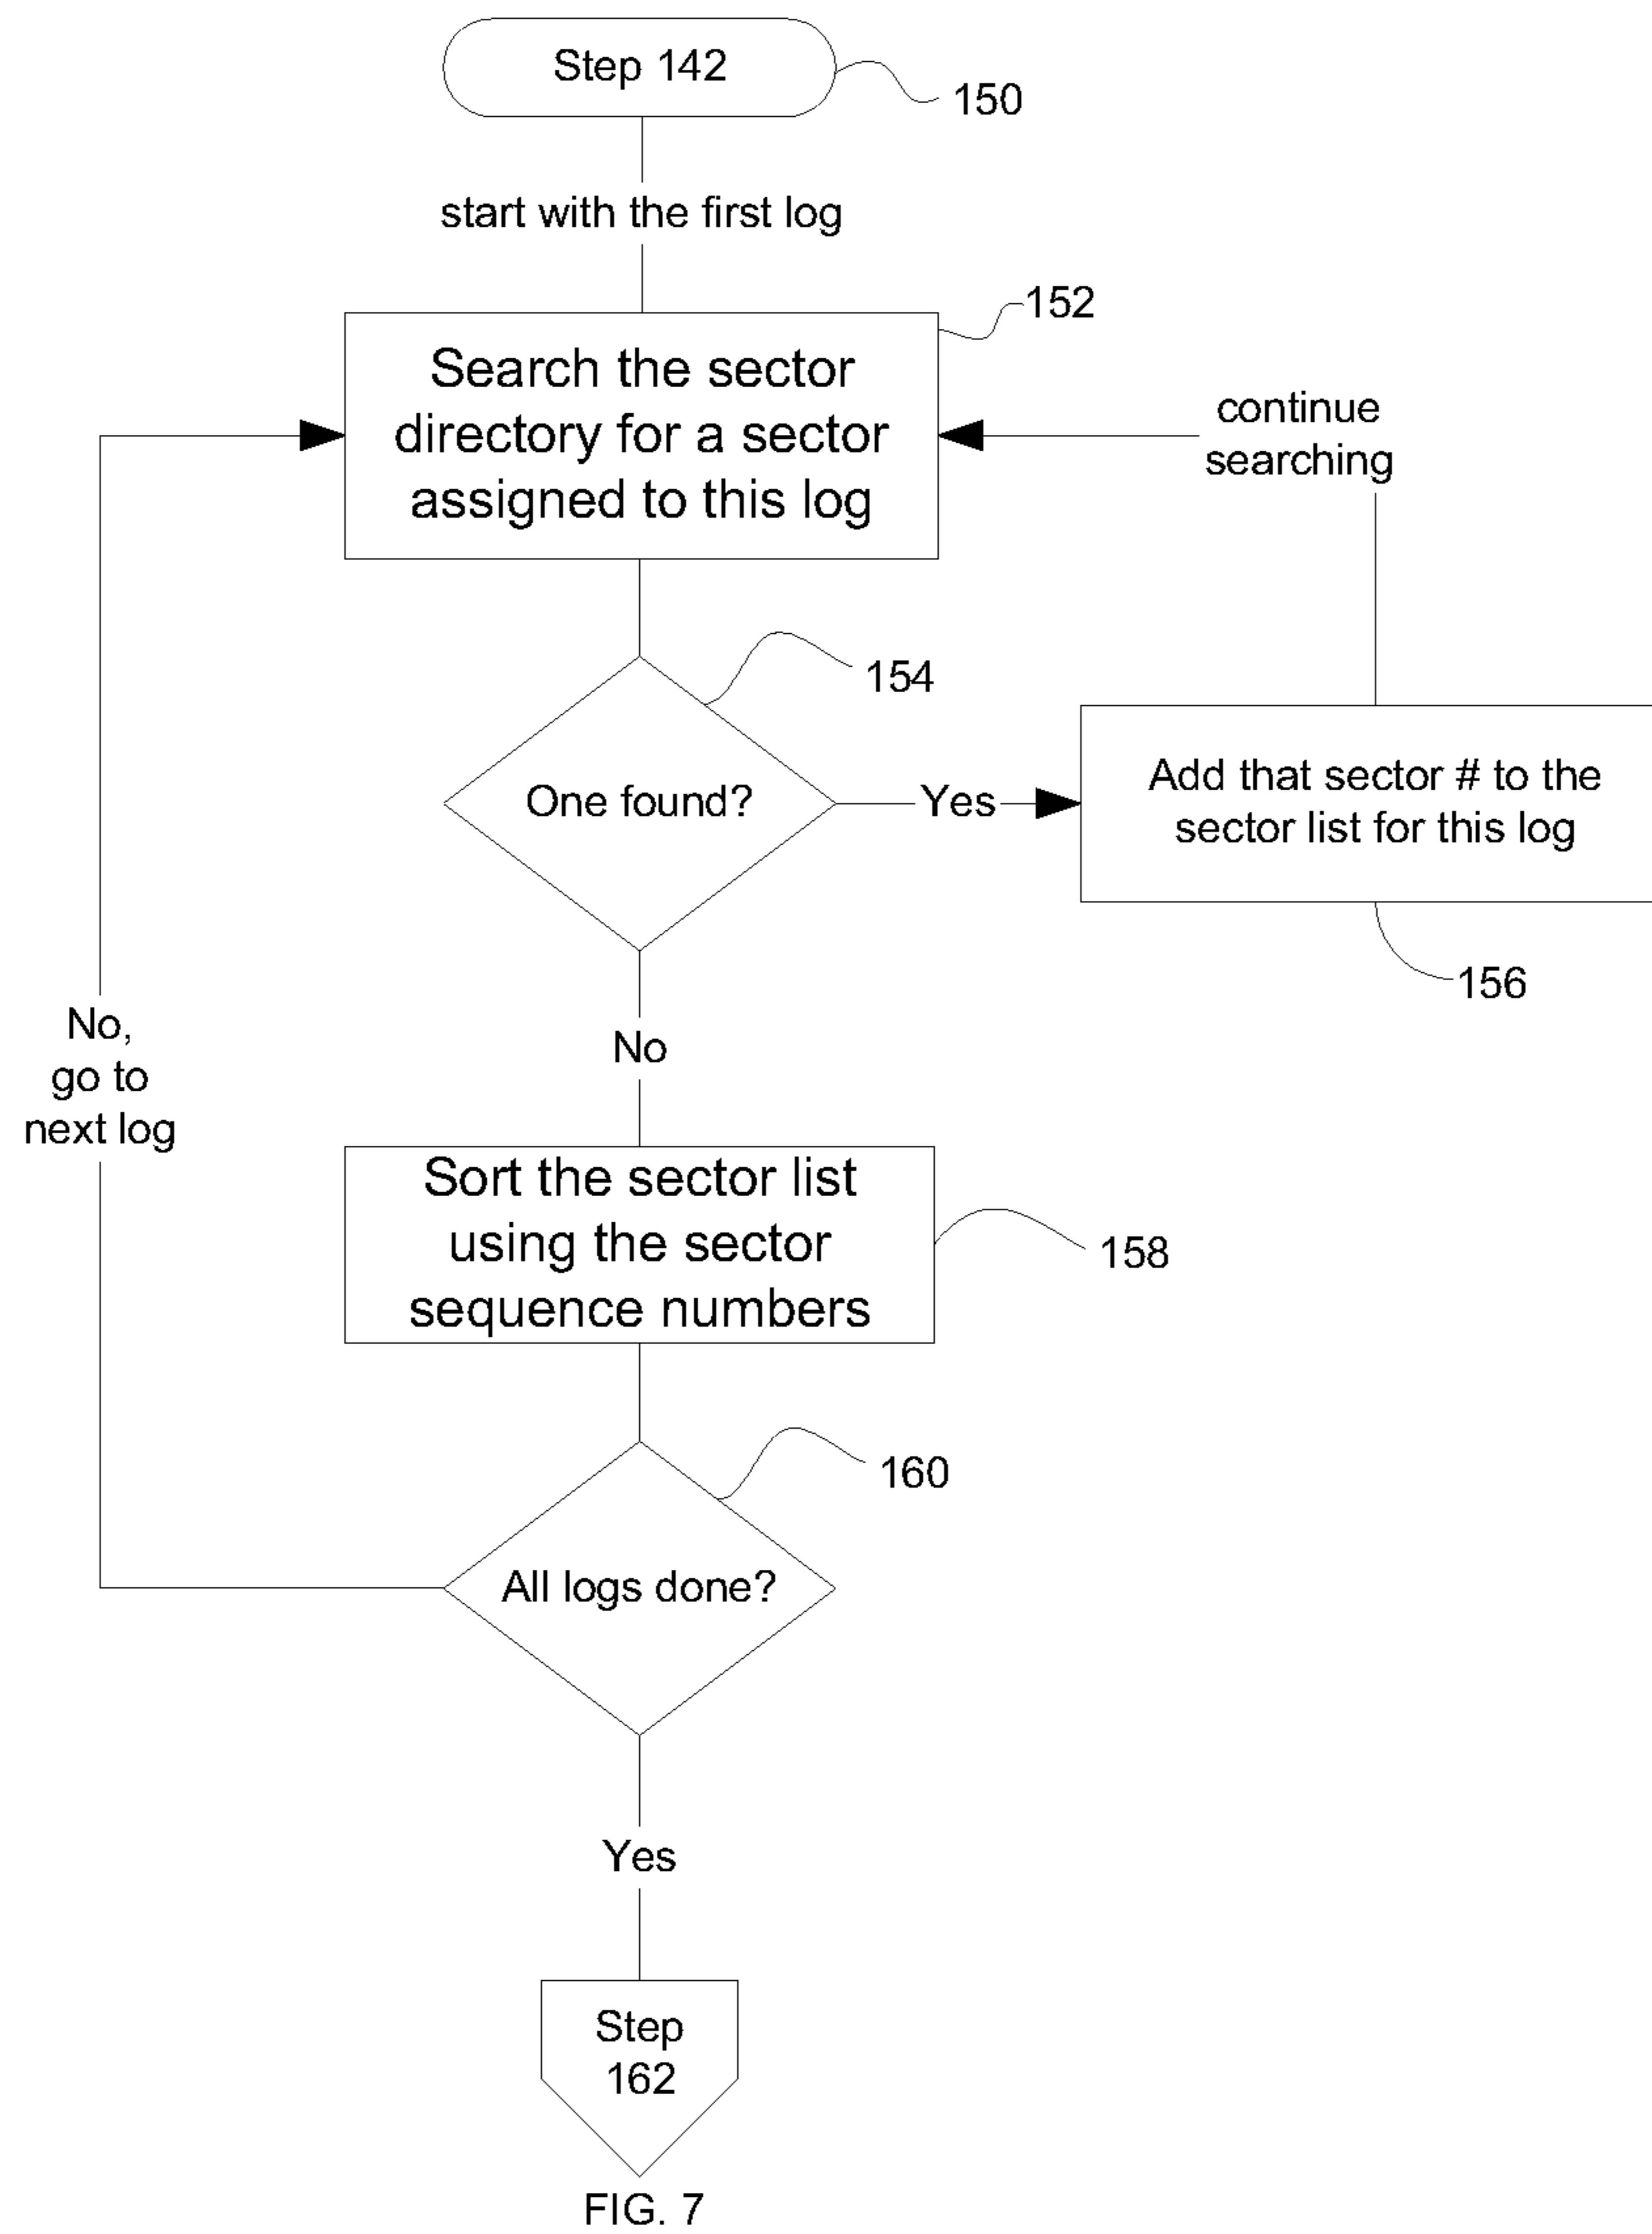 Step 142
150
start with the first log
152
Search the sector
directory for a sector
assigned to this log
continue
searching
154
One found?
Yes
Add that sector # to the
sector list for this log
156
No,
go to
next log
No
Sort the sector list
using the sector
sequence numbers
158
160
All logs done?
Yes
Step
162
FIG. 7